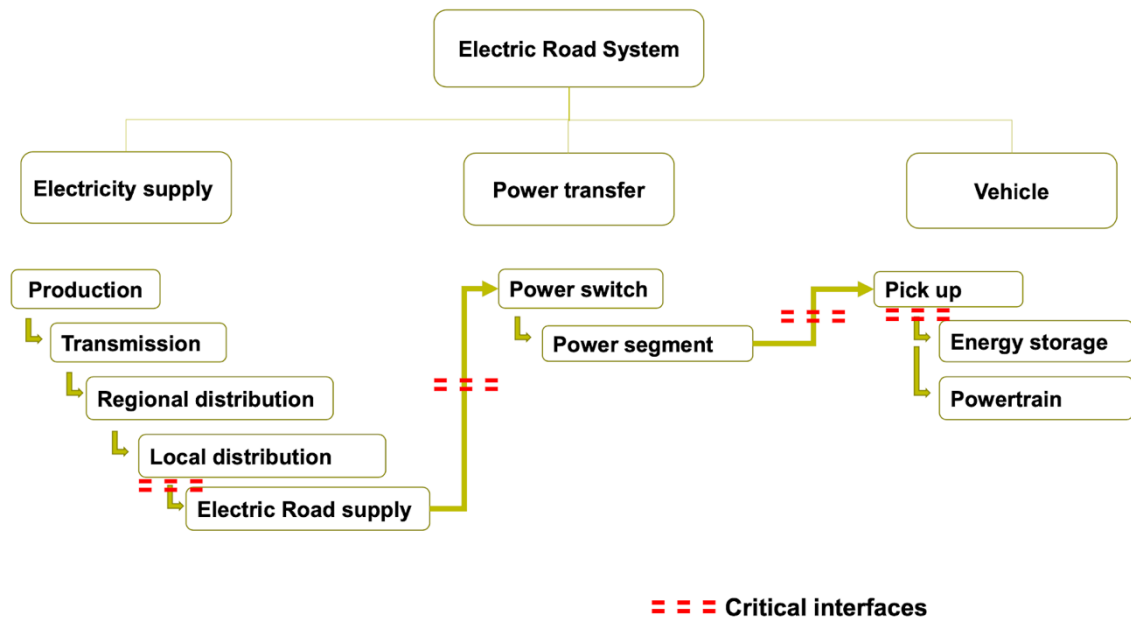 Electric Road System
Electricity supply
Power transfer
Vehicle
Production
Transmission
Regional distribution
Local distribution
Electric Road supply
Power switch
Power segment
Pick up
Energy storage
Powertrain
Critical interfaces